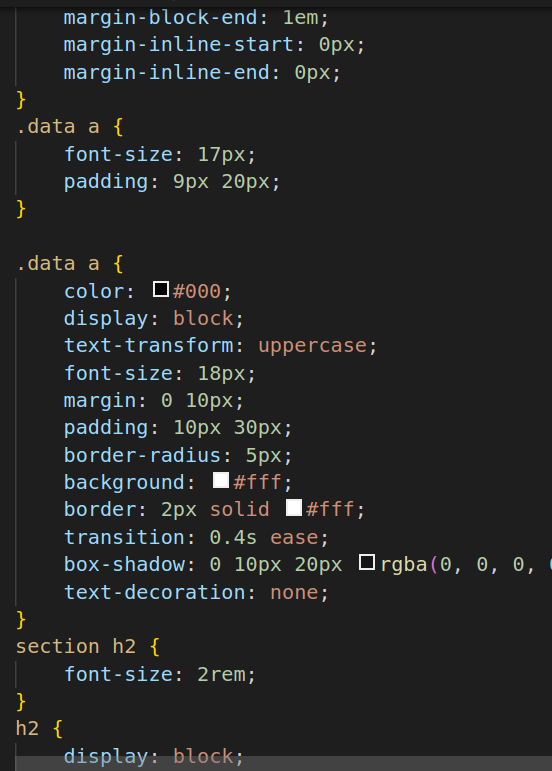 margin-block-end: 1em;
margin-inline-start: 0px;
margin-inline-end: 0px;
}
.data a {
font-size: 17px;
padding: 9px 20px;
}
.data a {
color: #000;
display: block;
text-transform: uppercase;
font-size: 18px;
margin: 0 10px;
padding: 10px 30px;
border-radius: 5px;
background: #fff;
border: 2px solid #fff;
transition: 0.4s ease;
box-shadow: 0 10px 20px rgba(0, 0, 0,
text-decoration: none;
}
section h2 {
font-size: 2rem;
}
h2 {
display: block;